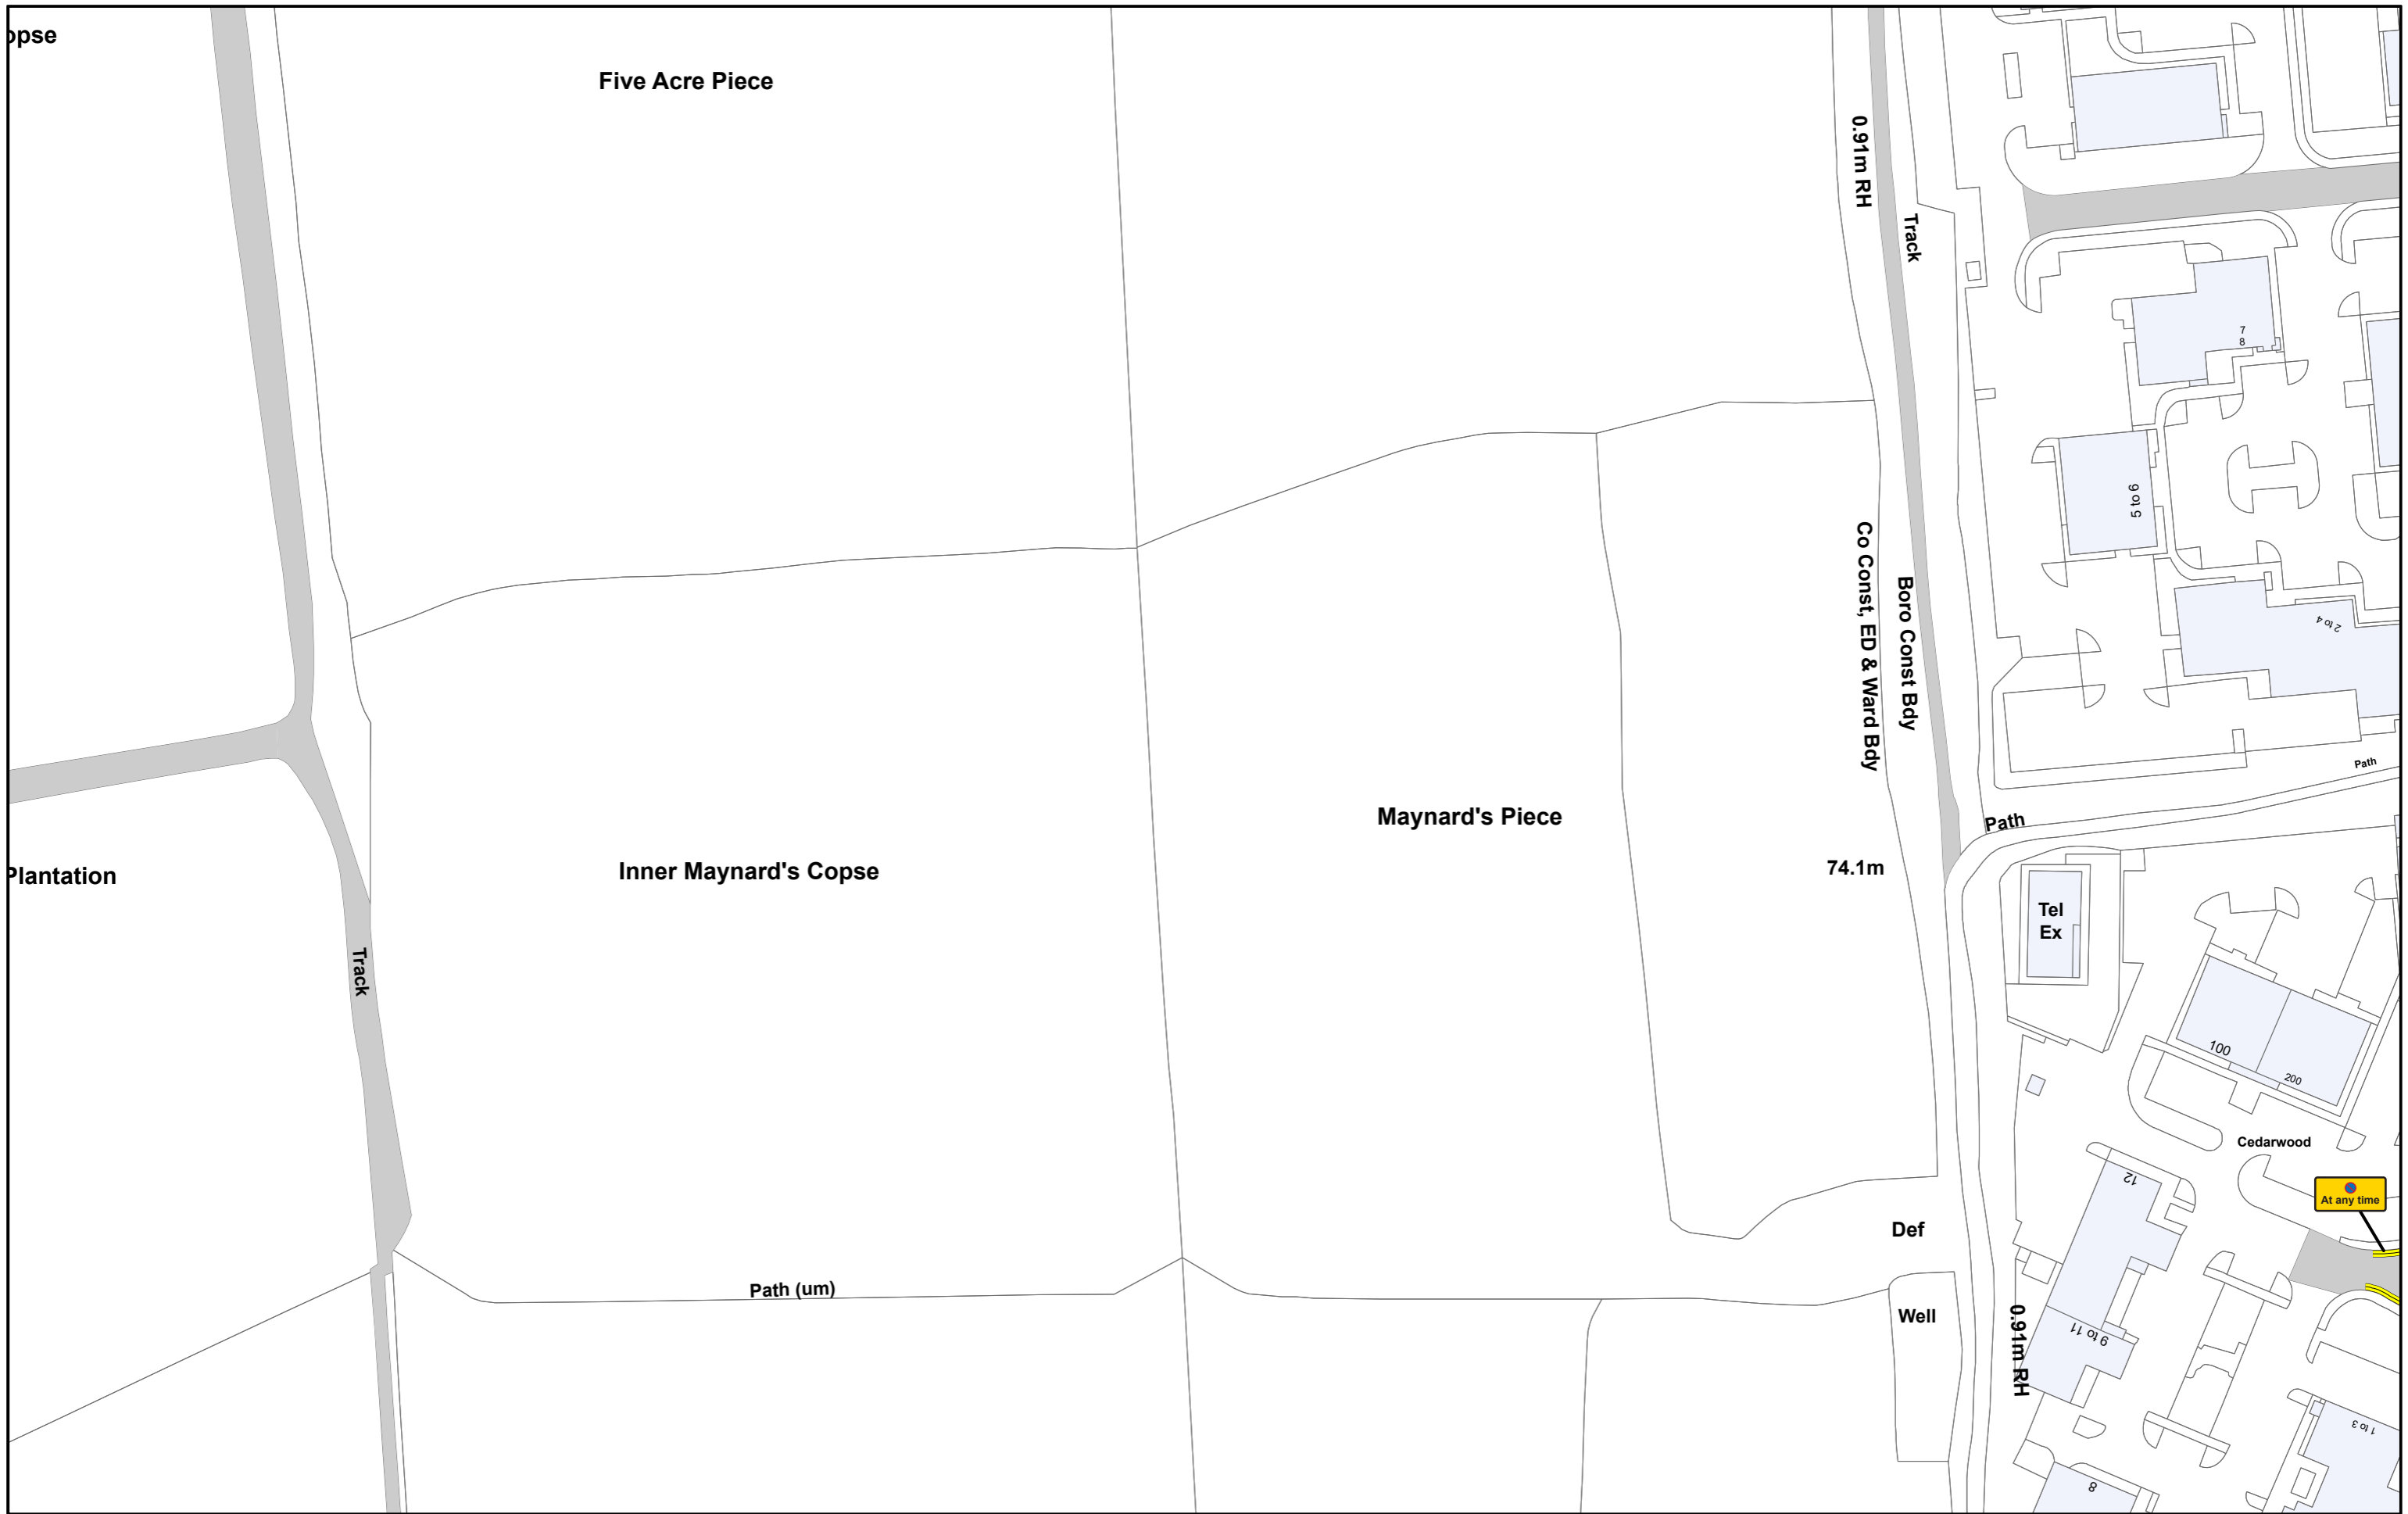 opse
Five Acre Piece
0.91m RH
Track
7
8
5 to 6
2 to 4
Co Const, ED & Ward Bdy
Boro Const Bdy
Path
Path
Maynard's Piece
74.1m
Inner Maynard's Copse
Plantation
Tel
Ex
Track
100
200
Cedarwood
12
At any time
Def
Path (um)
Well
0.91m RH
9 to 11
1 to 3
8